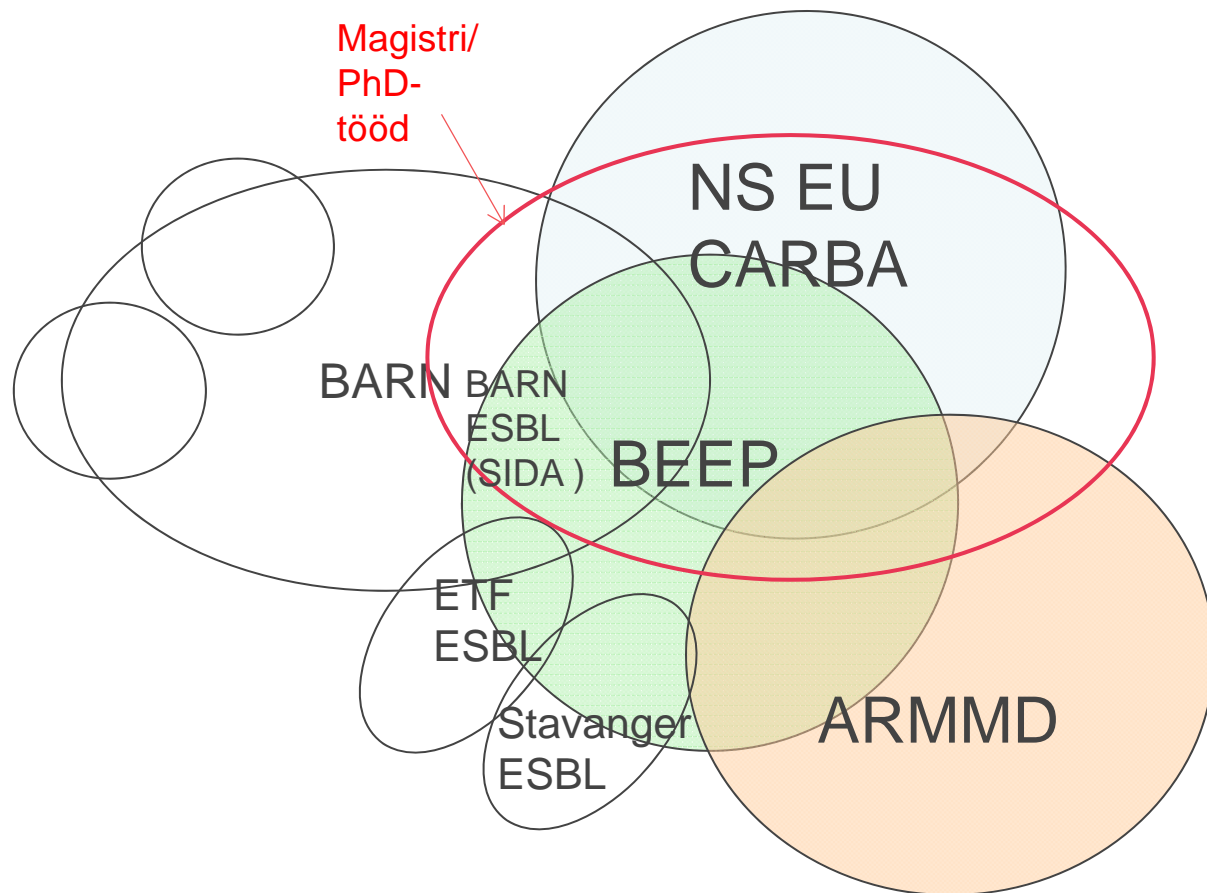 Magistri/
PhD-
tööd
NS EU
CARBA
BARN
BARN
ESBL
(SIDA )
BEEP
ETF
ESBL
Stavanger
ESBL
ARMMD